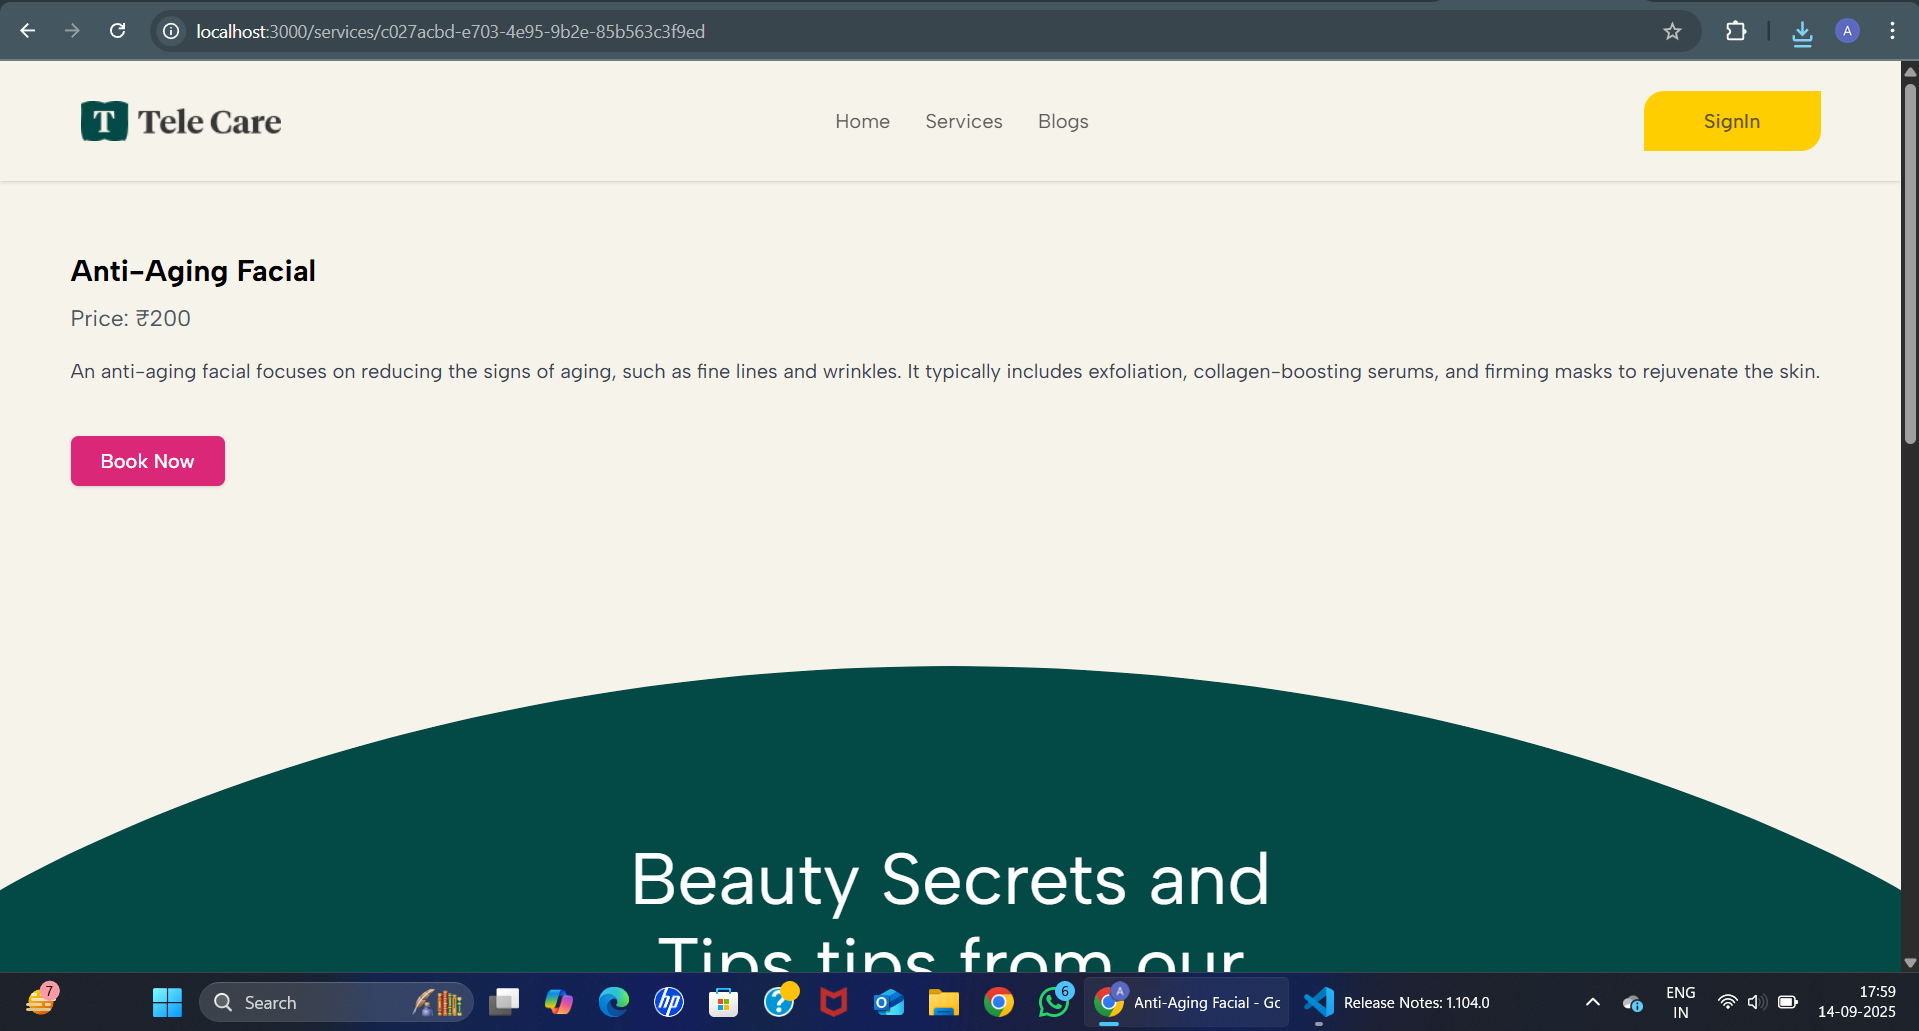 localhost:3000/services/c027acbd-e703-4e95-9b2e-85b563c3f9ed
A
T Tele Care
Home Services Blogs
SignIn
Anti-Aging Facial
Price: ₹200
An anti-aging facial focuses on reducing the signs of aging, such as fine lines and wrinkles. It typically includes exfoliation, collagen-boosting serums, and firming masks to rejuvenate the skin.
Book Now
Beauty Secrets and
Tips tips from our
7
Search
hp
6
A
Anti-Aging Facial - Gc
Release Notes: 1.104.0
ENG
IN
17:59
14-09-2025